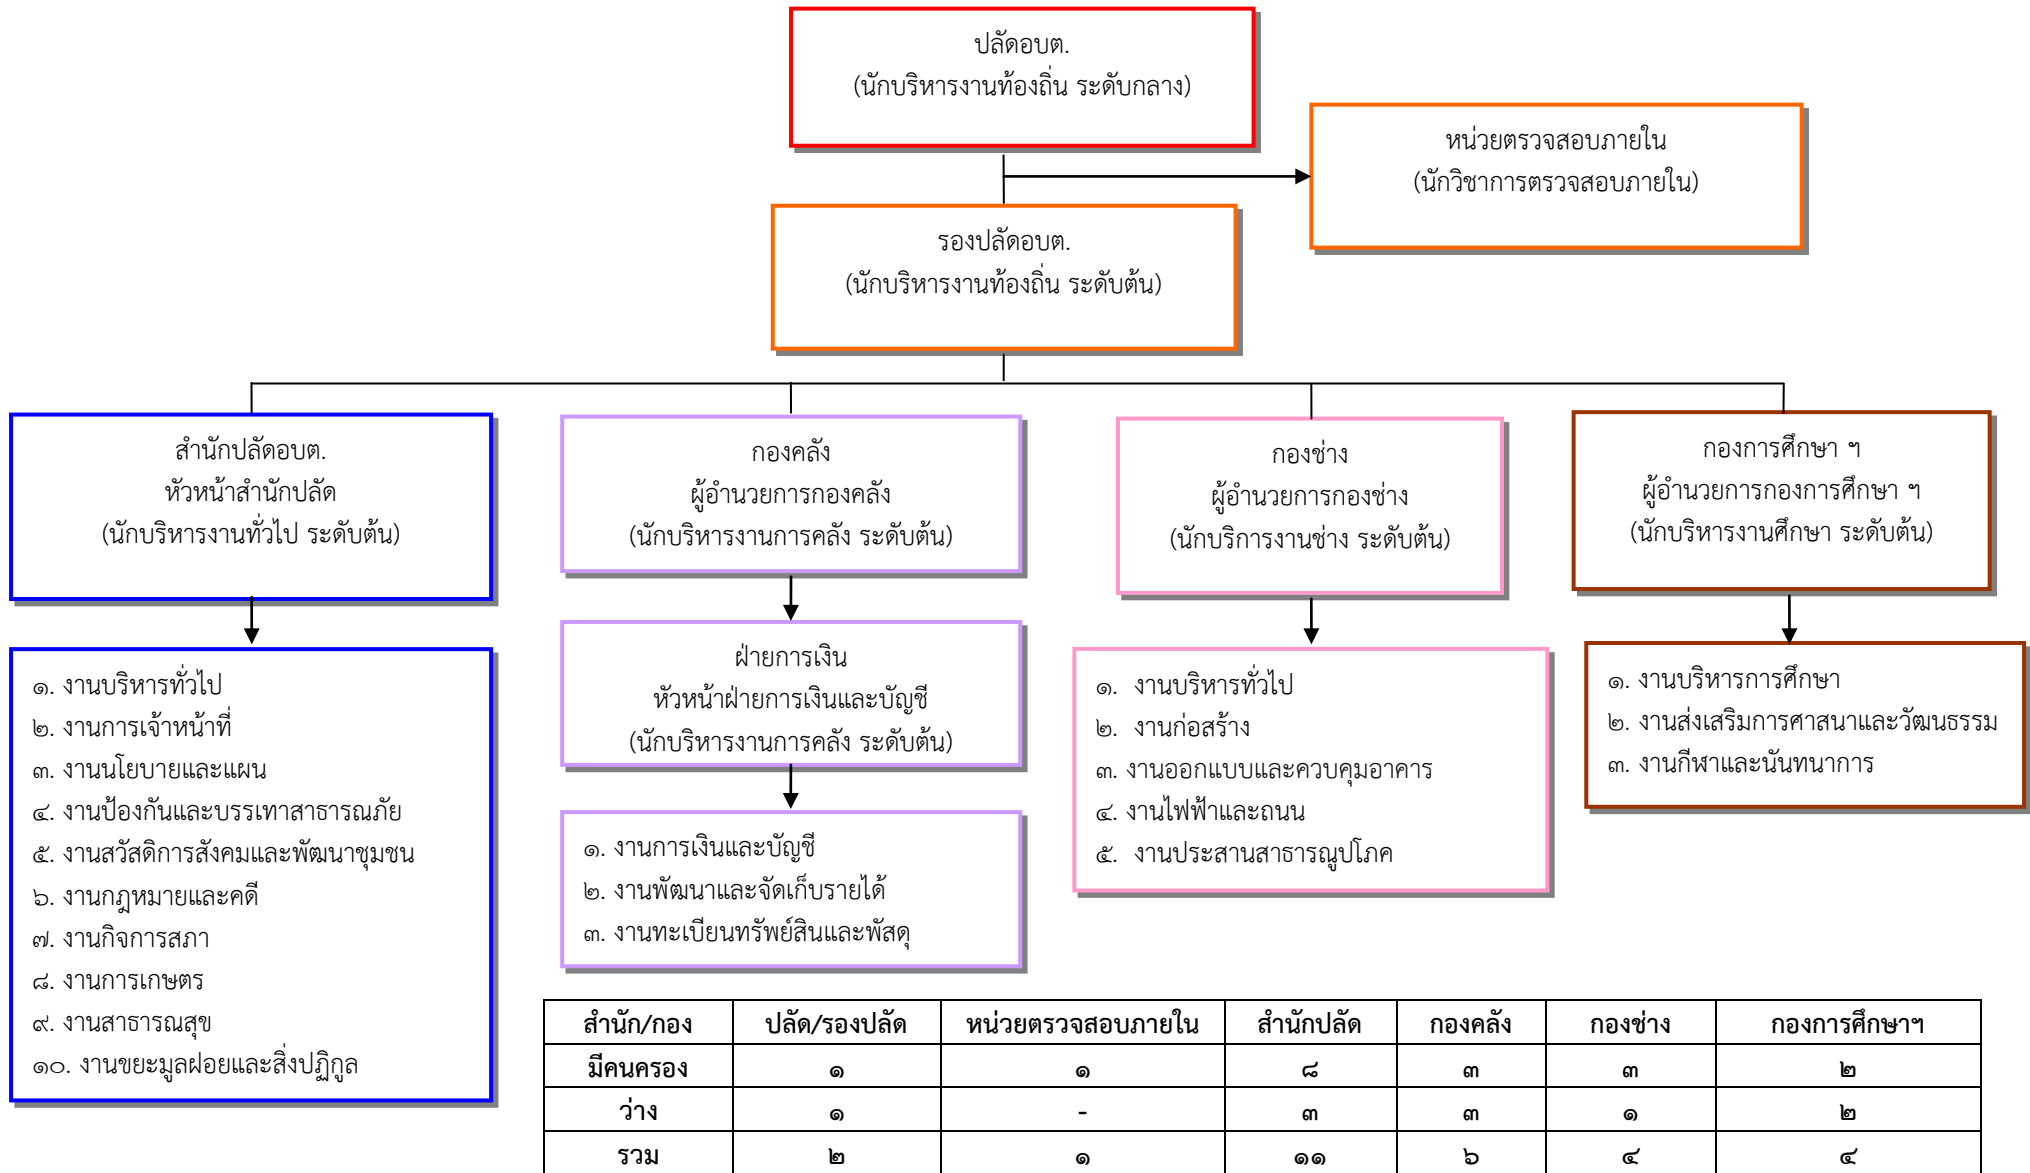 ปลัดอบต.
(นักบริหารงานท้องถิ่น ระดับกลาง)
หน่วยตรวจสอบภายใน
(นักวิชาการตรวจสอบภายใน)
รองปลัดอบต.
(นักบริหารงานท้องถิ่น ระดับต้น)
สำนักปลัดอบต.
หัวหน้าสำนักปลัด
(นักบริหารงานทั่วไป ระดับต้น)
กองคลัง
ผู้อำนวยการกองคลัง
(นักบริหารงานการคลัง ระดับต้น)
กองช่าง
ผู้อำนวยการกองช่าง
(นักบริการงานช่าง ระดับต้น)
กองการศึกษา ฯ
ผู้อำนวยการกองการศึกษา ฯ
(นักบริหารงานศึกษา ระดับต้น)
๑. งานบริหารทั่วไป
๒. งานการเจ้าหน้าที่
๓. งานนโยบายและแผน
๔. งานป้องกันและบรรเทาสาธารณภัย
๕. งานสวัสดิการสังคมและพัฒนาชุมชน
๖. งานกฎหมายและคดี
๗. งานกิจการสภา
๘. งานการเกษตร
๙. งานสาธารณสุข
๑๐. งานขยะมูลฝอยและสิ่งปฏิกูล
ฝ่ายการเงิน
หัวหน้าฝ่ายการเงินและบัญชี
(นักบริหารงานการคลัง ระดับต้น)
๑. งานการเงินและบัญชี
๒. งานพัฒนาและจัดเก็บรายได้
๓. งานทะเบียนทรัพย์สินและพัสดุ
๑. งานบริหารทั่วไป
๒. งานก่อสร้าง
๓. งานออกแบบและควบคุมอาคาร
๔. งานไฟฟ้าและถนน
๕. งานประสานสาธารณูปโภค
๑. งานบริหารการศึกษา
๒. งานส่งเสริมการศาสนาและวัฒนธรรม
๓. งานกีฬาและนันทนาการ
สำนัก/กอง ปลัด/รองปลัด หน่วยตรวจสอบภายใน สำนักปลัด กองคลัง กองช่าง กองการศึกษาฯ
มีคนครอง ๑ ๑ ๘ ๓ ๓ ๒
ว่าง ๑ - ๓ ๓ ๑ ๒
รวม ๒ ๑ ๑๑ ๖ ๔ ๔